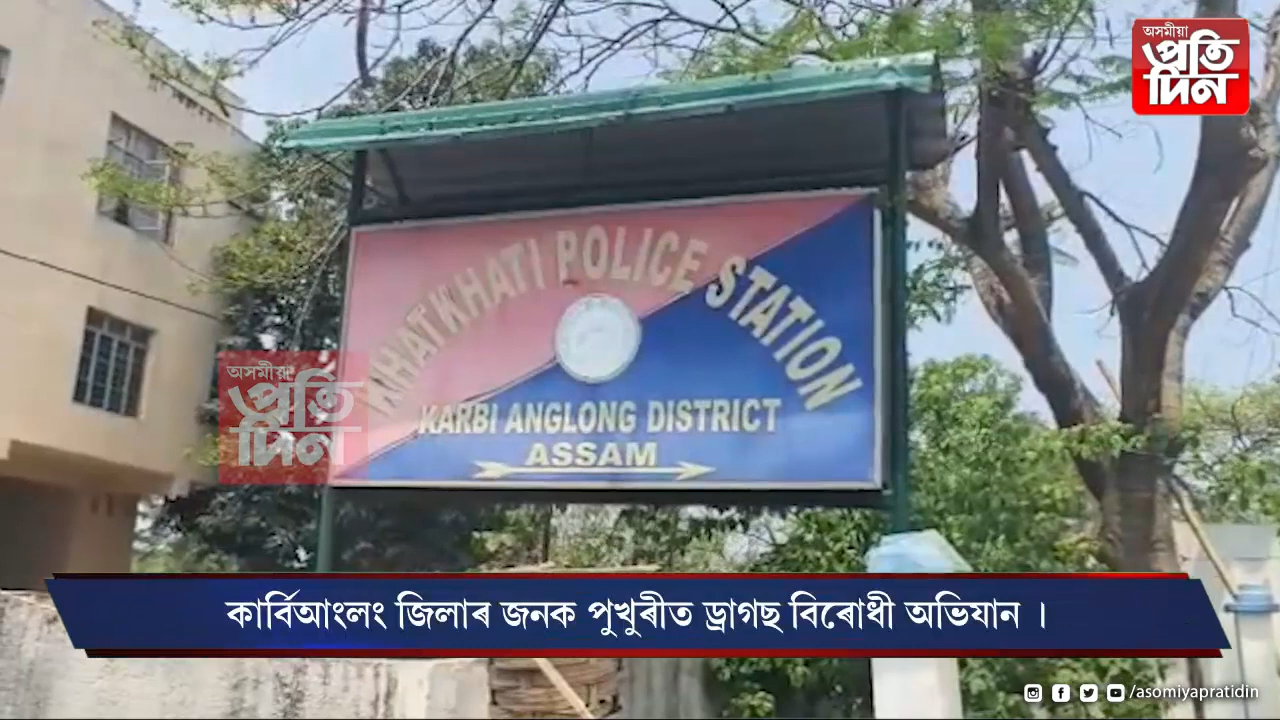 অসমীয়া
প্ৰতি
দিন
KHATKHATI POLICE STATION
KARBI ANGLONG DISTRICT
ASSAM
অসমীয়া
প্ৰতি
দিন
কাৰ্বিআংলং জিলাৰ জনক পুখুৰীত ড্ৰাগছ বিৰোধী অভিযান ।
/asomiyapratidin